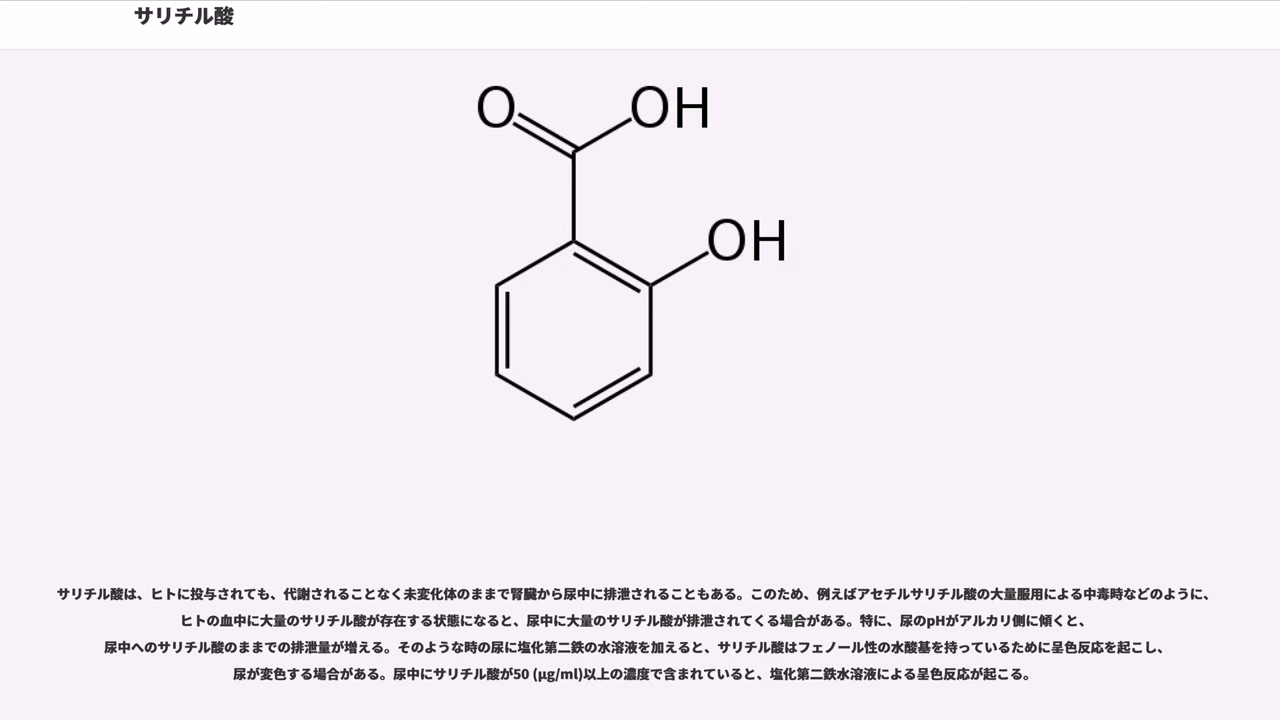 サリチル酸
O
OH
OH
サリチル酸は、ヒトに投与されても、代謝されることなく未変化体のままで腎臓から尿中に排泄されることもある。このため、例えばアセチルサリチル酸の大量服用による中毒時などのように、
ヒトの血中に大量のサリチル酸が存在する状態になると、尿中に大量のサリチル酸が排泄されてくる場合がある。特に、尿のpHがアルカリ側に傾くと、
尿中へのサリチル酸のままでの排泄量が増える。そのような時の尿に塩化第二鉄の水溶液を加えると、サリチル酸はフェノール性の水酸基を持っているために呈色反応を起こし、
尿が変色する場合がある。尿中にサリチル酸が50 (μg/ml)以上の濃度で含まれていると、塩化第二鉄水溶液による呈色反応が起こる。